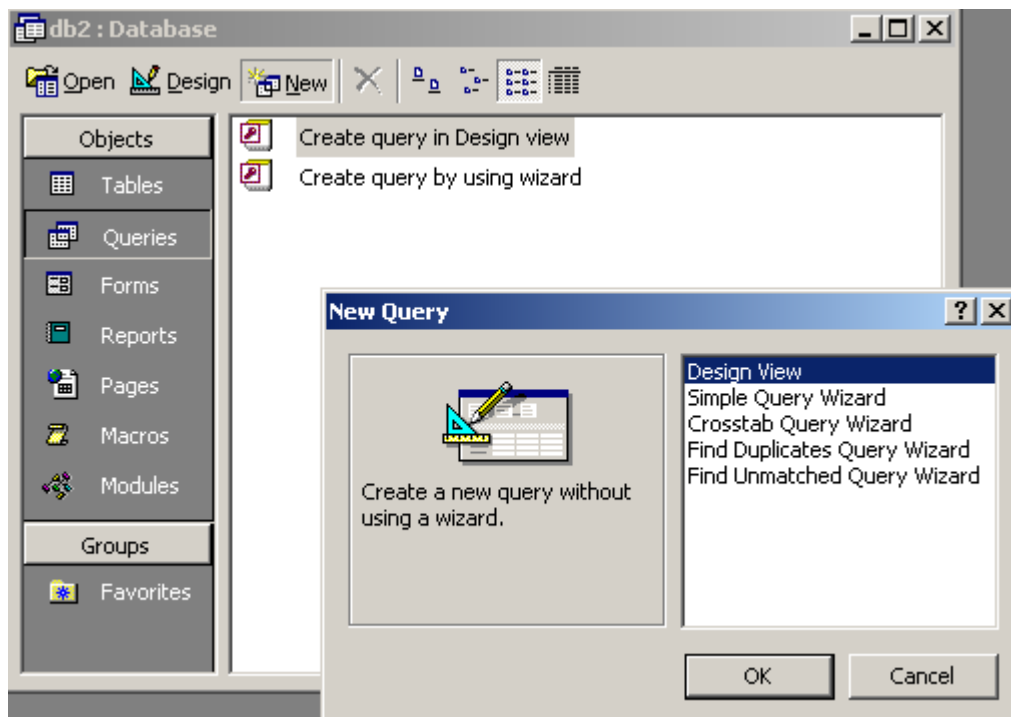 db2 : Database
Open Design New
Objects
Tables
Queries
Forms
Reports
Pages
Macros
Modules
Groups
Favorites
Create query in Design view
Create query by using wizard
New Query
Create a new query without
using a wizard.
Design View
Simple Query Wizard
Crosstab Query Wizard
Find Duplicates Query Wizard
Find Unmatched Query Wizard
OK Cancel